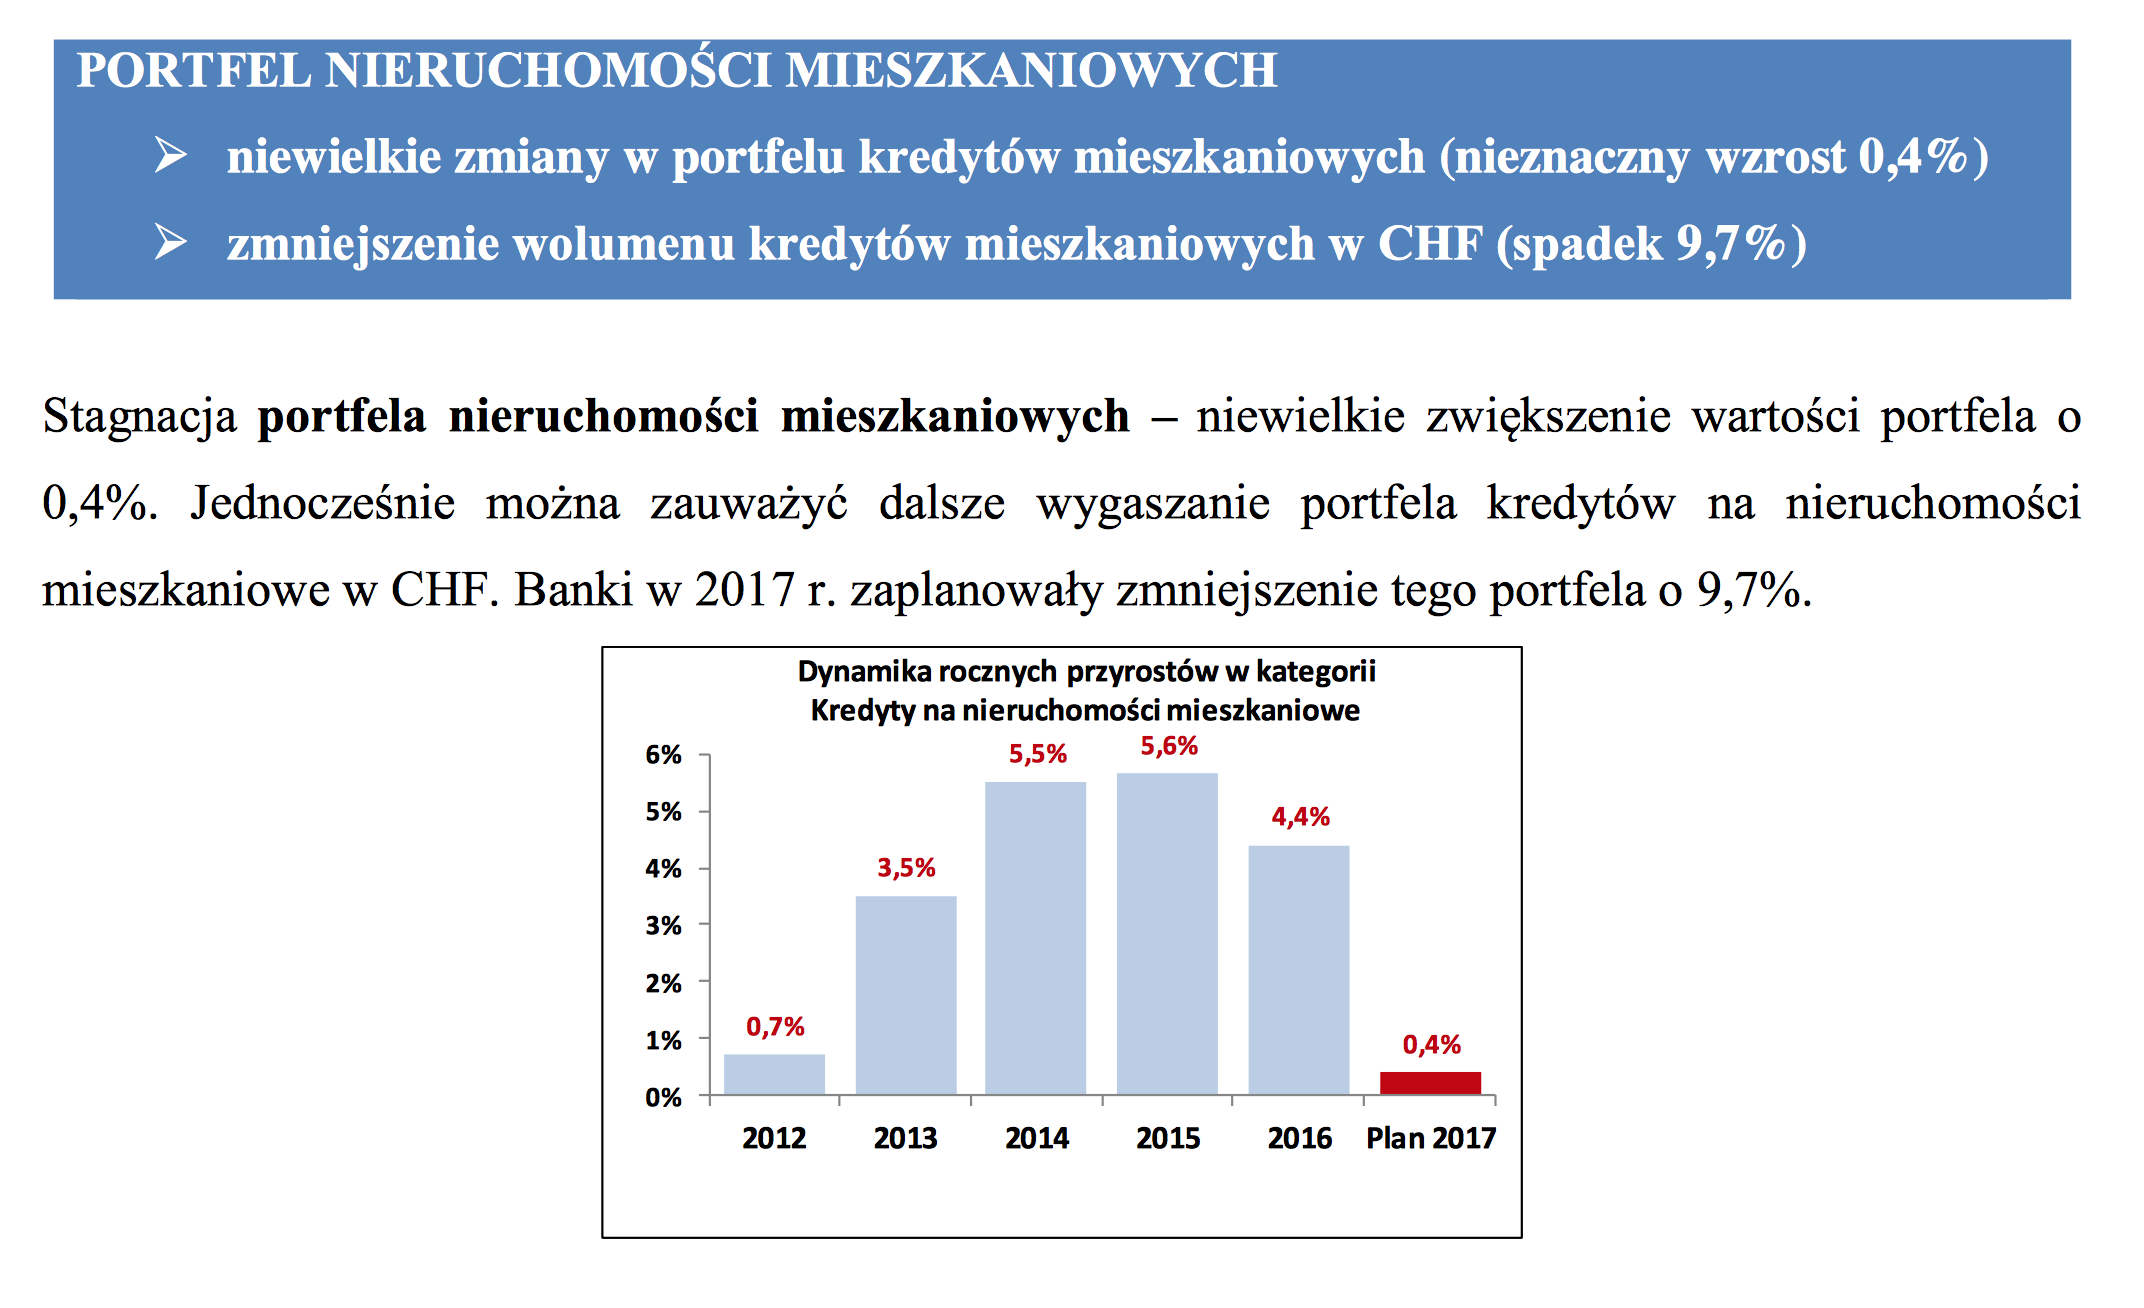 PORTFEL NIERUCHOMOŚCI MIESZKANIOWYCH
➢ niewielkie zmiany w portfelu kredytów mieszkaniowych (nieznaczny wzrost 0,4%)
➢ zmniejszenie wolumenu kredytów mieszkaniowych w CHF (spadek 9,7%)
Stagnacja portfela nieruchomości mieszkaniowych – niewielkie zwiększenie wartości portfela o
0,4%. Jednocześnie można zauważyć dalsze wygaszanie portfela kredytów na nieruchomości
mieszkaniowe w CHF. Banki w 2017 r. zaplanowały zmniejszenie tego portfela o 9,7%.
Dynamika rocznych przyrostów w kategorii
Kredyty na nieruchomości mieszkaniowe
6%
5%
4%
3%
2%
1%
0%
0,7%
3,5%
5,5%
5,6%
4,4%
0,4%
2012 2013 2014 2015 2016 Plan 2017